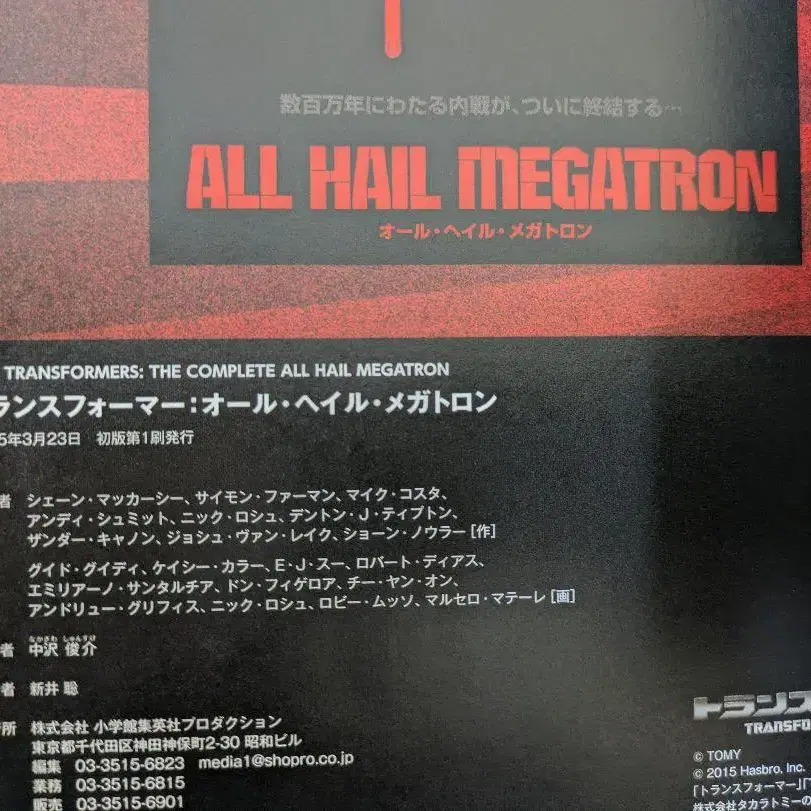 数百万年にわたる内戦が、ついに終結する…
ALL HAIL MEGATRON
オール・ヘイル・メガトロン
TRANSFORMERS: THE COMPLETE ALL HAIL MEGATRON
ランスフォーマー：オール・ヘイル・メガトロン
5年3月23日 初版第1刷発行
者 シェーン・マッカーシー、サイモン・ファーマン、マイク・コスタ、
アンディ・シュミット、ニック・ロシュ、デントン・J・ティプトン、
ザンダー・キャノン、ジョシュ・ヴァン・レイク、ショーン・ノウラー［作］
グイド・グイディ、ケイシー・カラー、E・J・スー、ロバート・ディアス、
エミリアーノ・サンタルチア、ドン・フィゲロア、チー・ヤン・オン、
アンドリュー・グリフィス、ニック・ロシュ、ロビー・ムッソ、マルセロ・マテーレ［画］
なかざわ しゅんすけ
者 中沢 俊介
者 新井 聡
所 株式会社 小学館集英社プロダクション
東京都千代田区神田神保町2-30 昭和ビル
編集 03-3515-6823 media1@shopro.co.jp
業務 03-3515-6815
販売 03-3515-6901
トランス
TRANSFO
© TOMY
© 2015 Hasbro, Inc.
「トランスフォーマー」「
株式会社タカラトミーの